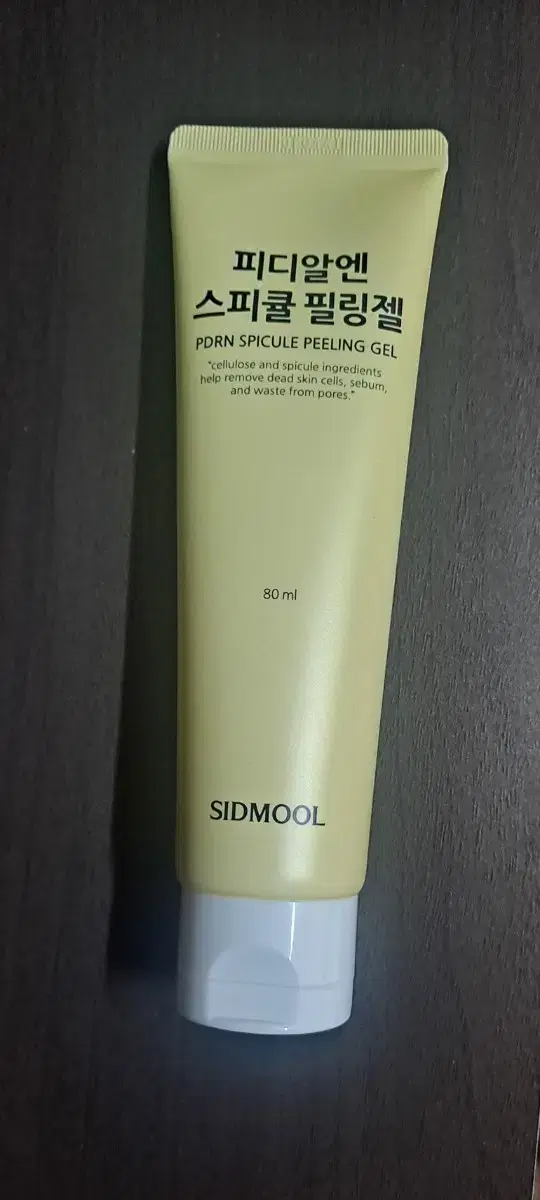 피디알엔
스피큘 필링젤
PDRN SPICULE PEELING GEL
"cellulose and spicule ingredients
help remove dead skin cells, sebum,
and waste from pores."
80 ml
SIDMOOL